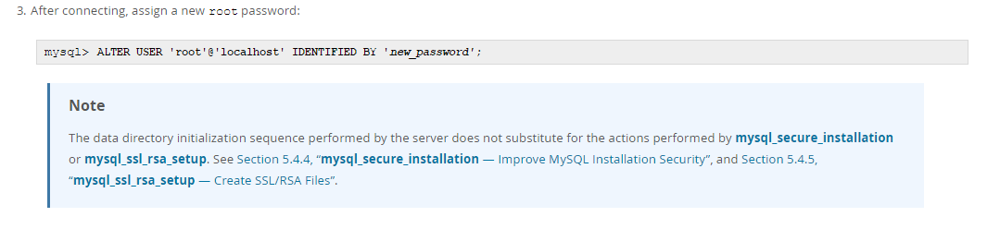 3. After connecting, assign a new root password:
mysql> ALTER USER 'root'@'localhost' IDENTIFIED BY 'new_password';
Note
The data directory initialization sequence performed by the server does not substitute for the actions performed by mysql_secure_installation
or mysql_ssl_rsa_setup. See Section 5.4.4, “mysql_secure_installation — Improve MySQL Installation Security”, and Section 5.4.5,
“mysql_ssl_rsa_setup — Create SSL/RSA Files”.